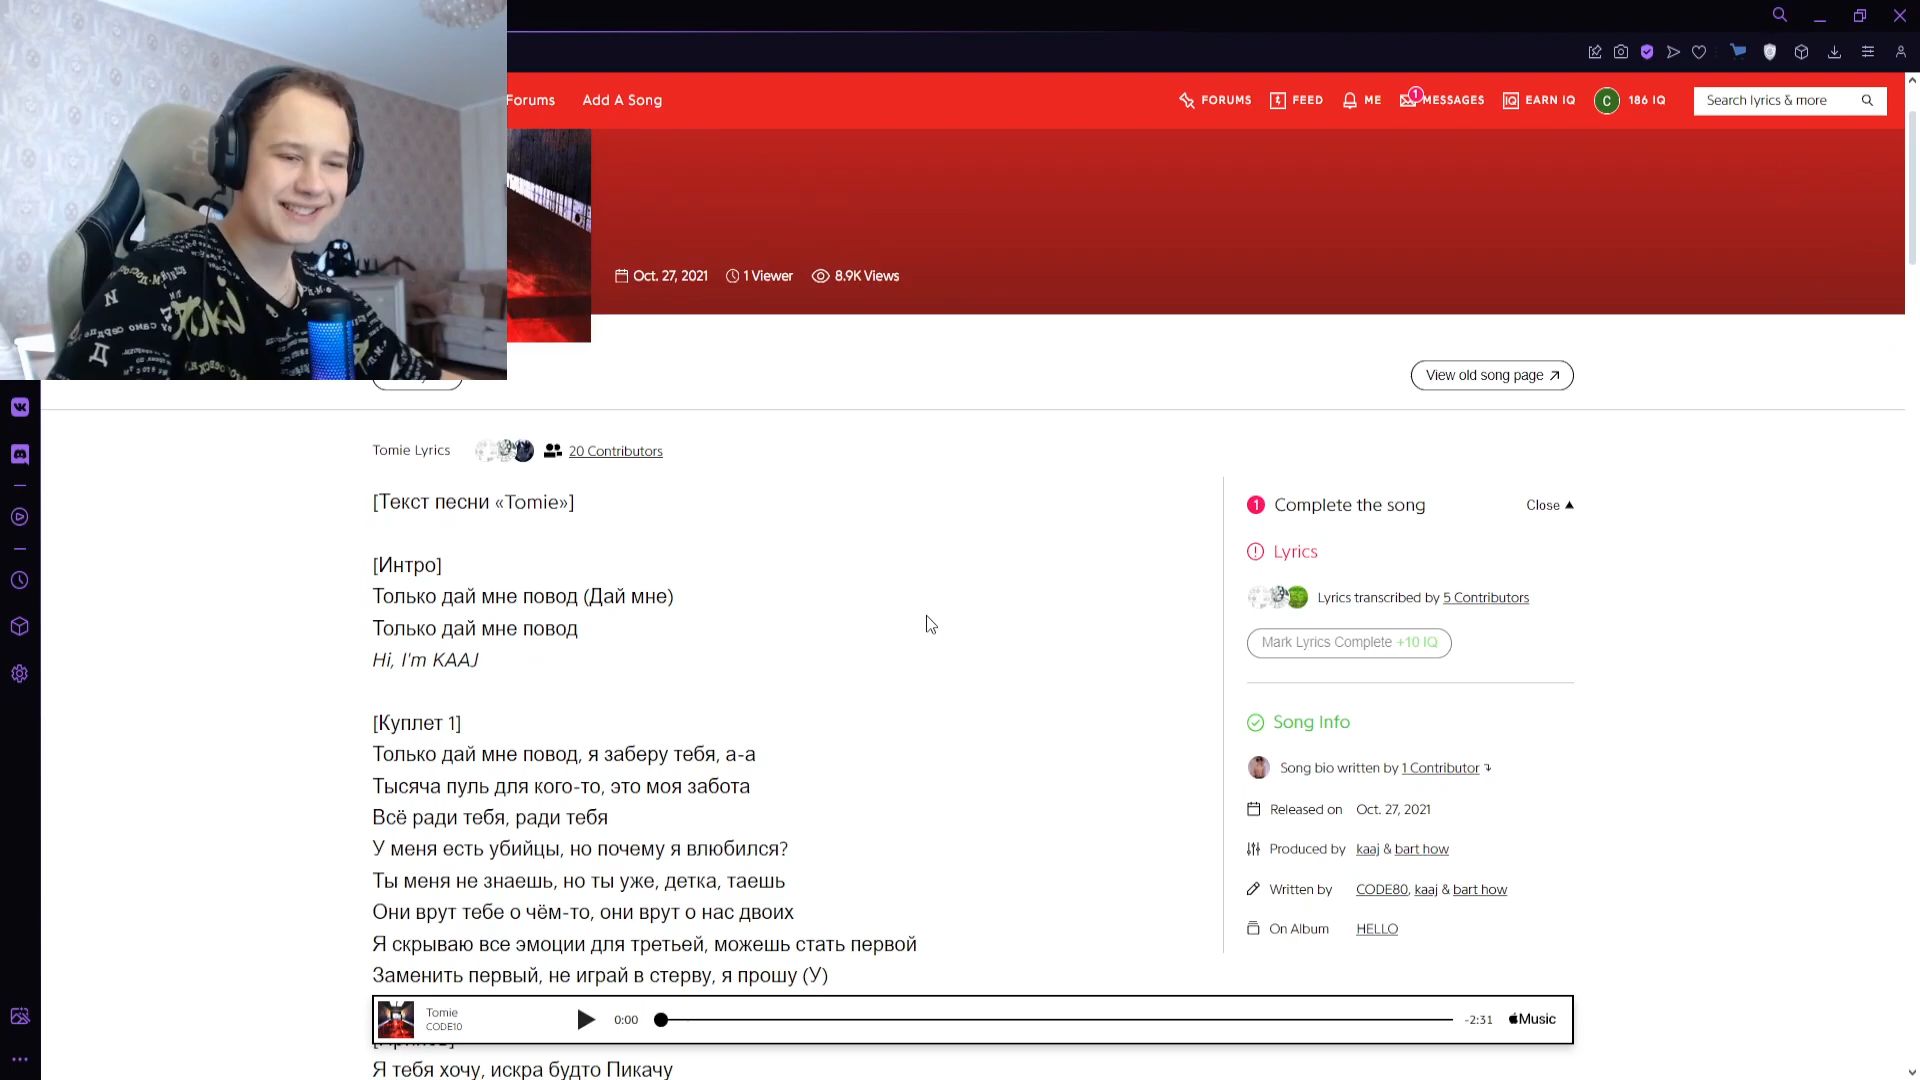 Forums
Add A Song
FORUMS
FEED
ME
1
MESSAGES
IQ
EARN IQ
C
186 IQ
Search lyrics & more
Oct. 27, 2021
1 Viewer
8.9K Views
View old song page
Tomie Lyrics
20 Contributors
[Текст песни «Tomie»]
[Интро]
Только дай мне повод (Дай мне)
Только дай мне повод
Hi, I'm KAAJ
[Куплет 1]
Только дай мне повод, я заберу тебя, а-а
Тысяча пуль для кого-то, это моя забота
Всё ради тебя, ради тебя
У меня есть убийцы, но почему я влюбился?
Ты меня не знаешь, но ты уже, детка, таешь
Они врут тебе о чём-то, они врут о нас двоих
Я скрываю все эмоции для третьей, можешь стать первой
Заменить первый, не играй в стерву, я прошу (У)
Я тебя хочу, искра будто Пикачу
1 Complete the song
Close
Lyrics
Lyrics transcribed by 5 Contributors
Mark Lyrics Complete +10 IQ
Song Info
Song bio written by 1 Contributor
Released on Oct. 27, 2021
Produced by kaaj & bart how
Written by CODE80, kaaj & bart how
On Album HELLO
Tomie
CODE10
0:00
-2:31
Music